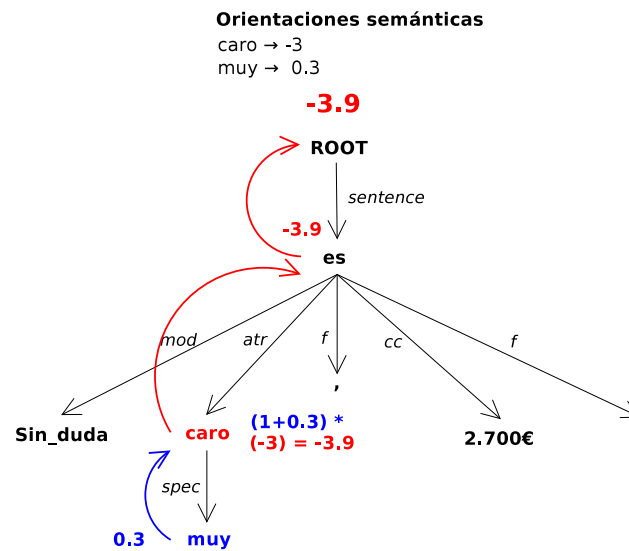 Orientaciones semánticas
caro → -3
muy → 0.3
-3.9
ROOT
sentence
-3.9
es
mod atr f cc f
,
Sin_duda caro (1+0.3) * 2.700€
(-3) = -3.9
spec
0.3 muy